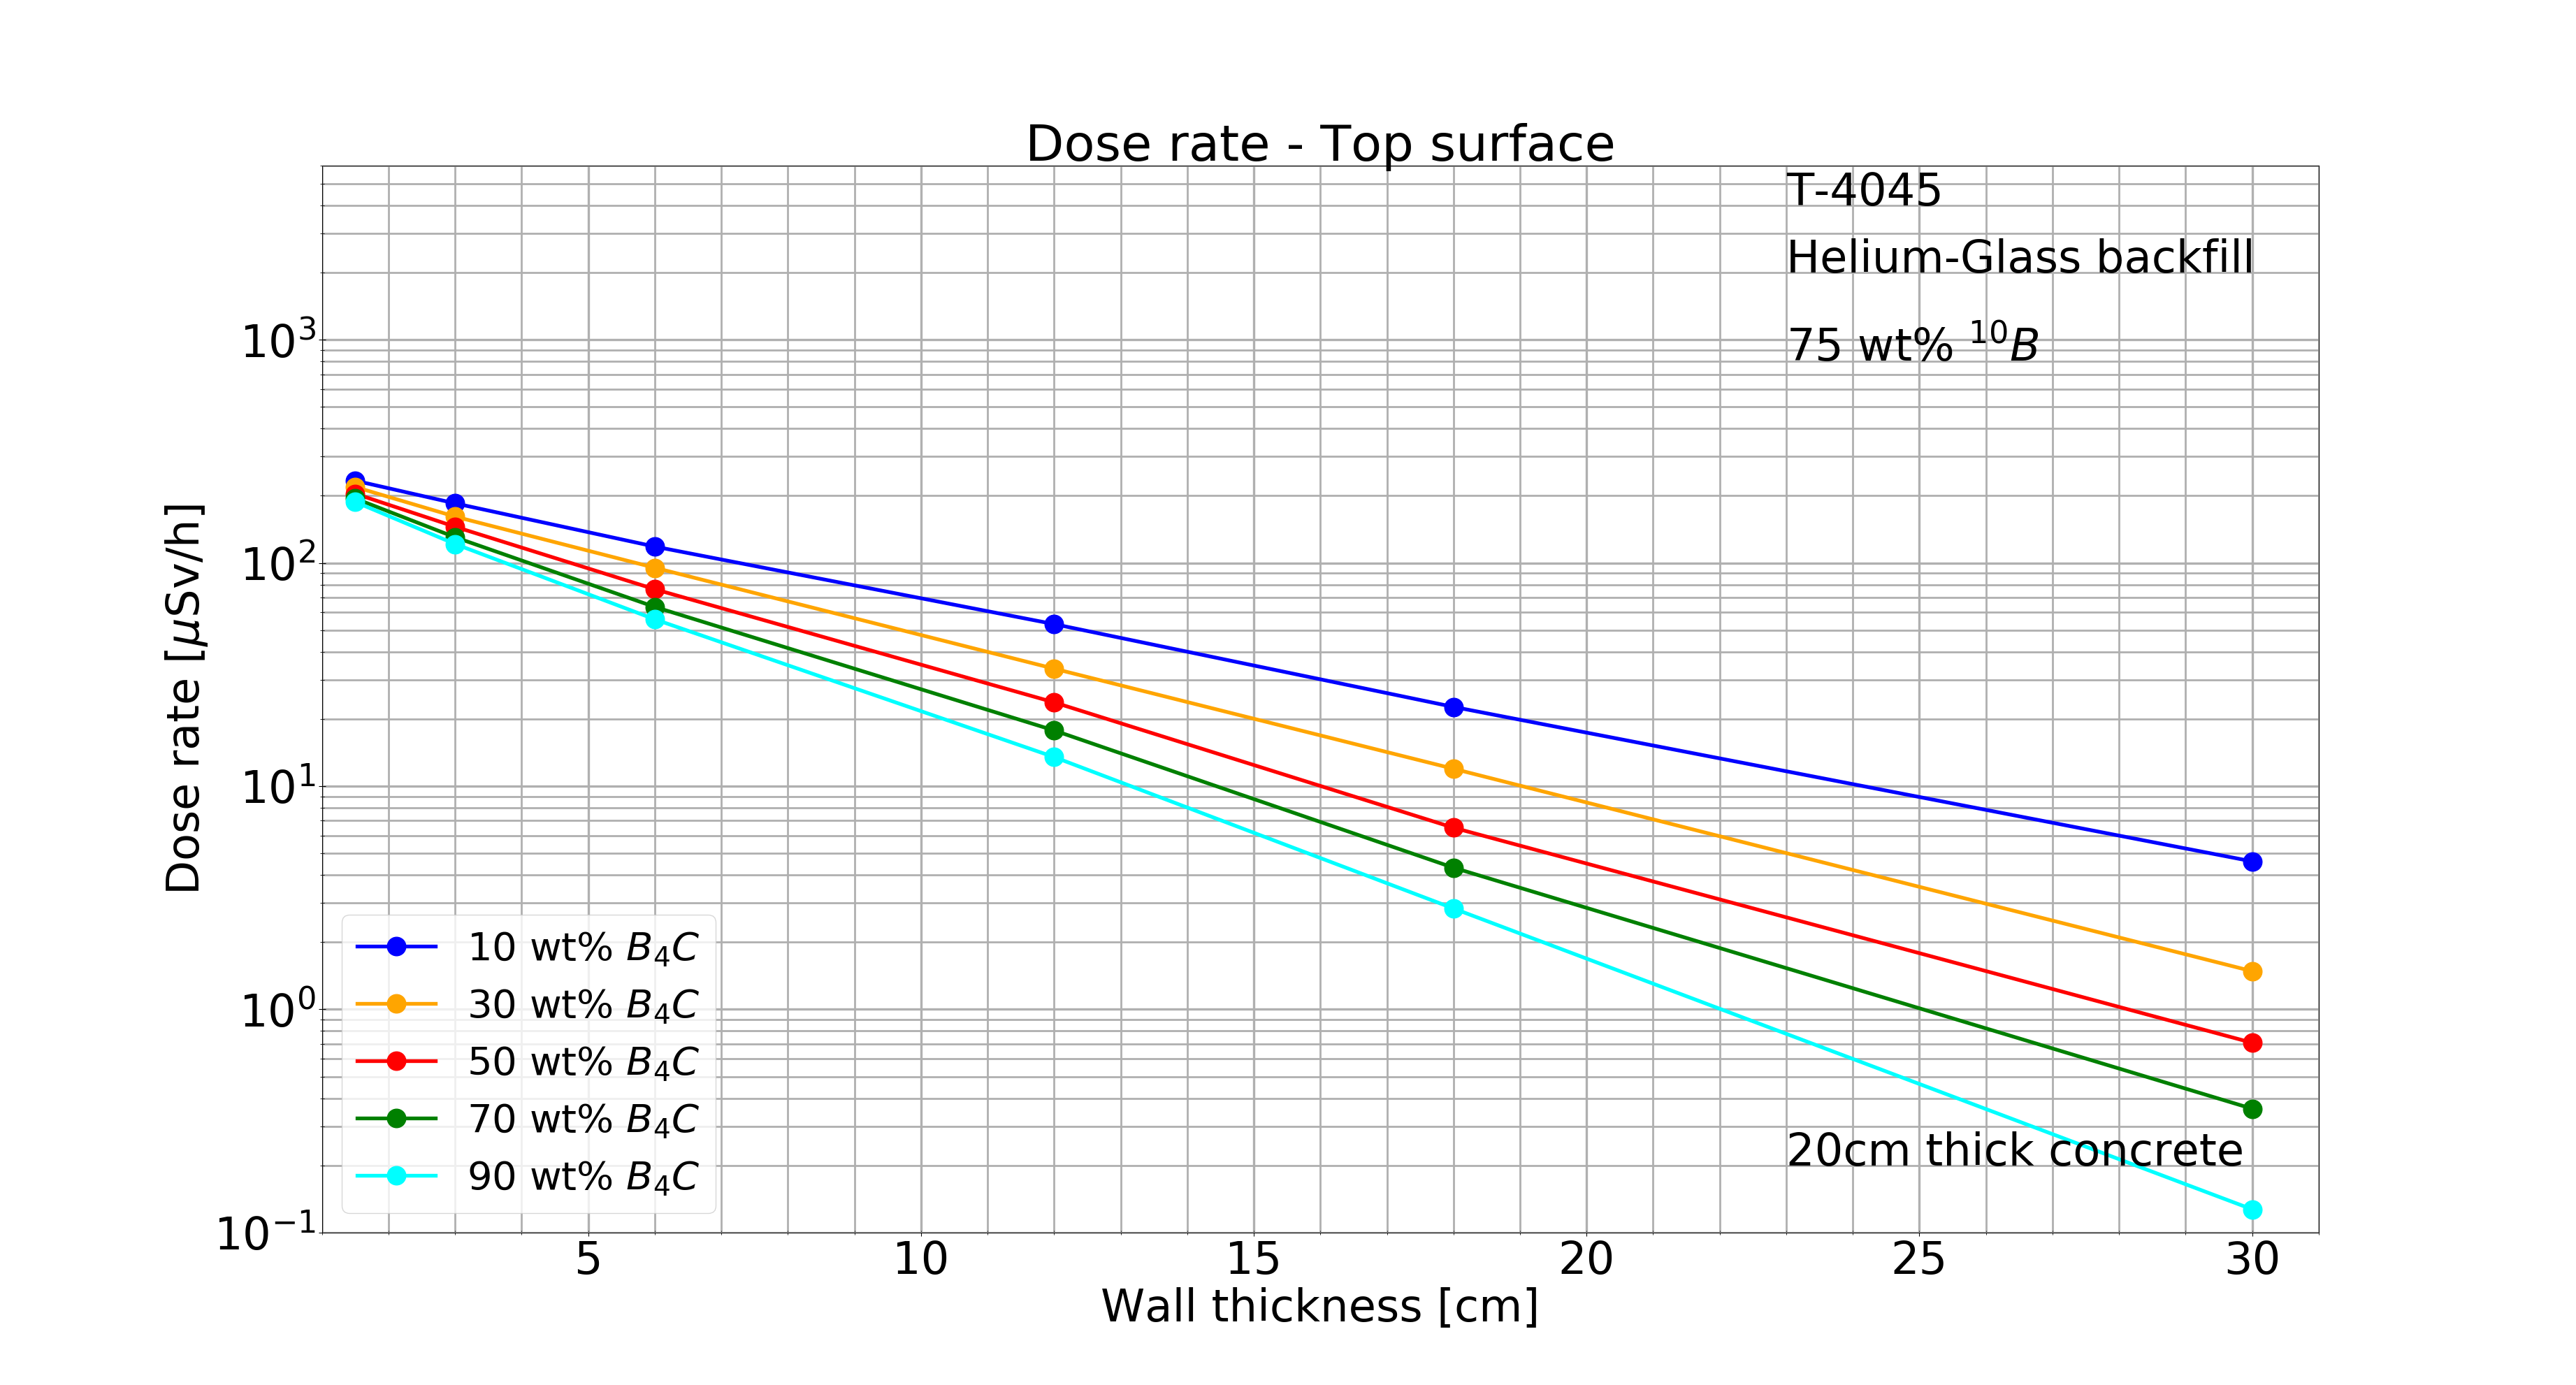 Dose rate - Top surface
T-4045
Helium-Glass backfill
75 wt% ¹⁰B
10³
10²
10¹
10⁰
10⁻¹
Dose rate [μSv/h]
10 wt% B₄C
30 wt% B₄C
50 wt% B₄C
70 wt% B₄C
90 wt% B₄C
20cm thick concrete
5 10 15 20 25 30
Wall thickness [cm]